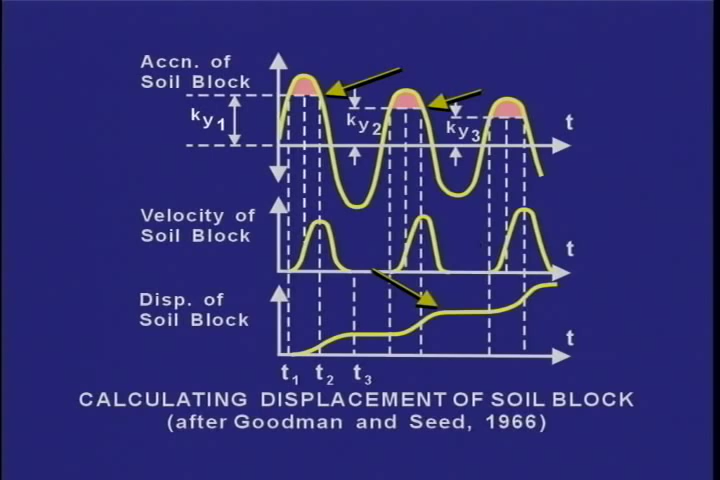 Accn. of
Soil Block
ky1
ky2
ky3
t
Velocity of
Soil Block
t
Disp. of
Soil Block
t
t1 t2 t3
CALCULATING DISPLACEMENT OF SOIL BLOCK
(after Goodman and Seed, 1966)